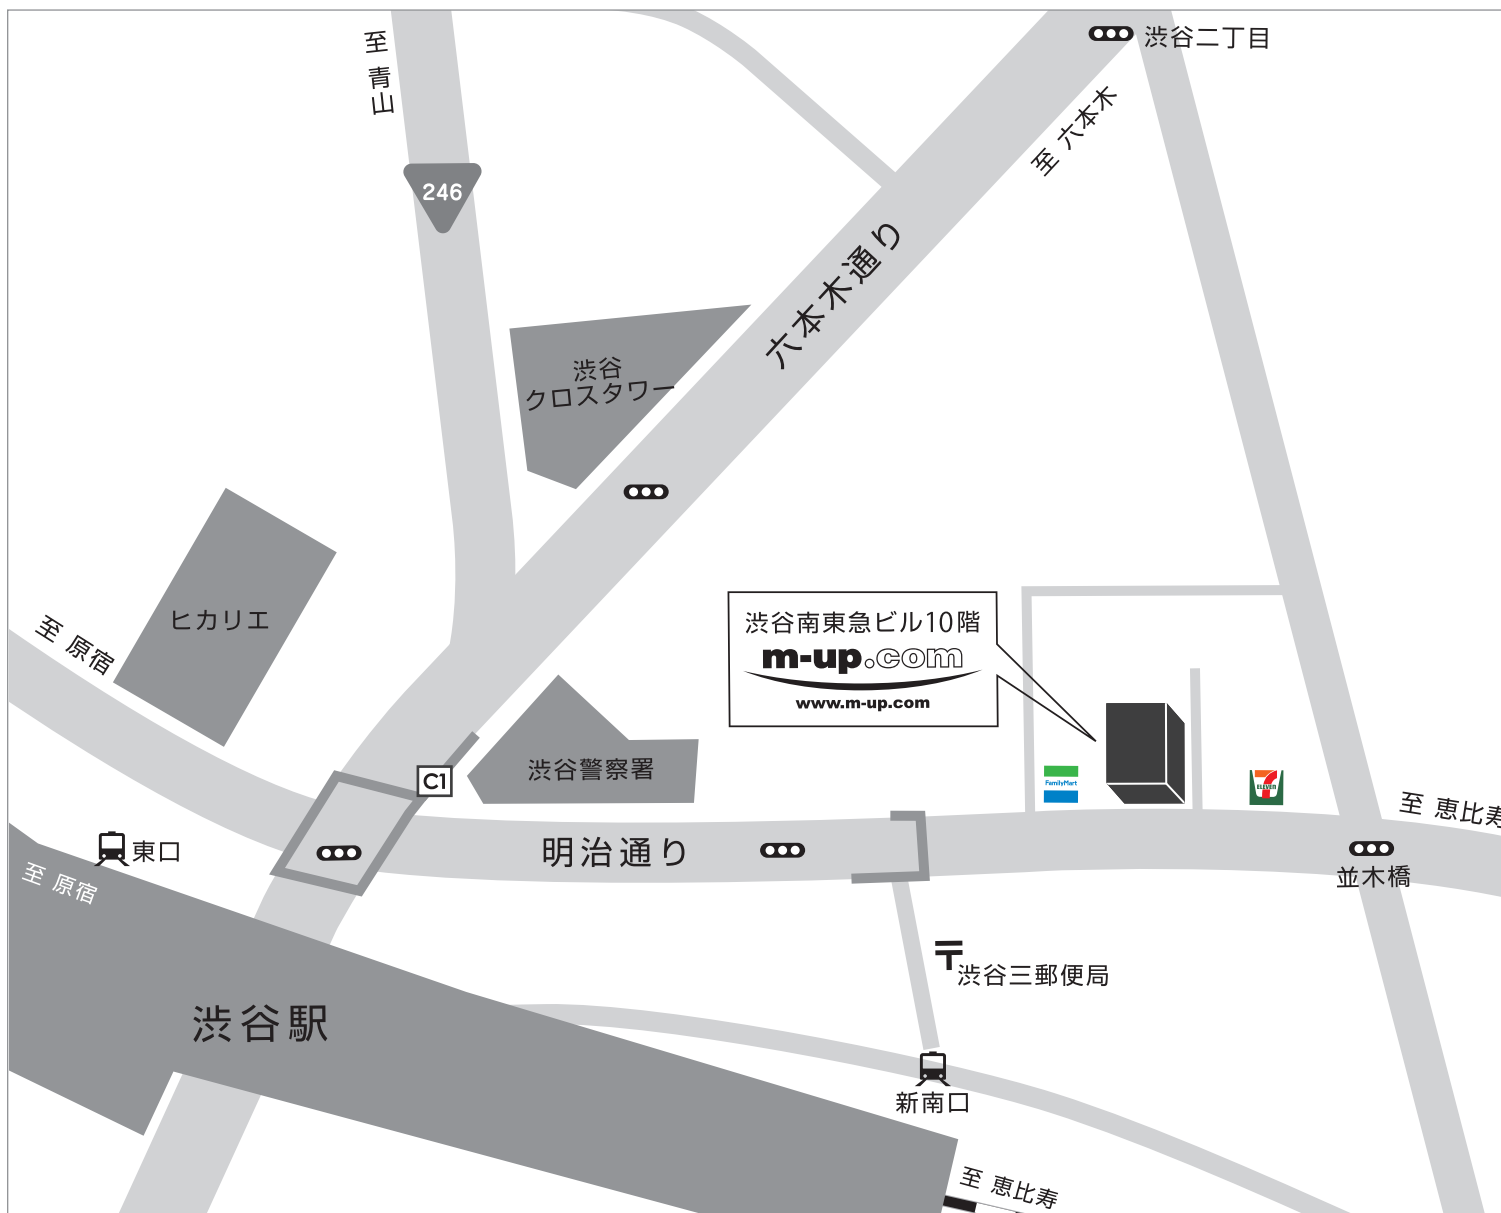 渋谷二丁目
至 青山
246
至 六本木
六本木通り
渋谷
クロスタワー
ヒカリエ
至 原宿
渋谷南東急ビル10階
m-up.com
www.m-up.com
渋谷警察署
C1
FamilyMart
7
ELEVEN
至 恵比寿
東口
明治通り
並木橋
至 原宿
渋谷三郵便局
渋谷駅
新南口
至 恵比寿